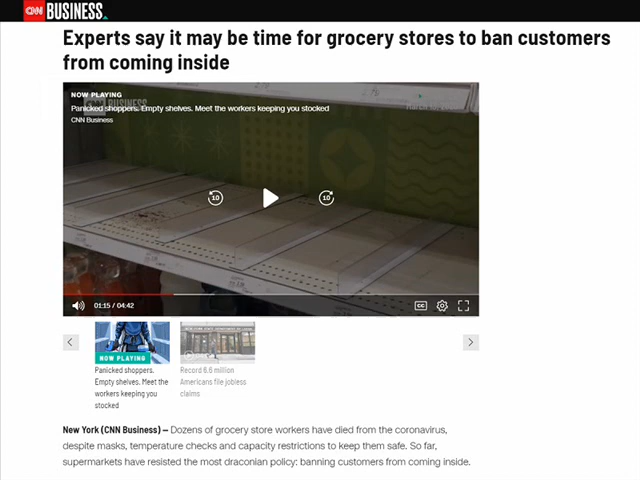 CNN BUSINESS
Experts say it may be time for grocery stores to ban customers
from coming inside
NOW PLAYING
Panicked shoppers. Empty shelves. Meet the workers keeping you stocked
CNN Business
10
10
01:15 / 04:42
CC
NOW PLAYING
Panicked shoppers.
Empty shelves. Meet the
workers keeping you
stocked
Record 6.6 million
Americans file jobless
claims
New York (CNN Business) — Dozens of grocery store workers have died from the coronavirus,
despite masks, temperature checks and capacity restrictions to keep them safe. So far,
supermarkets have resisted the most draconian policy: banning customers from coming inside.